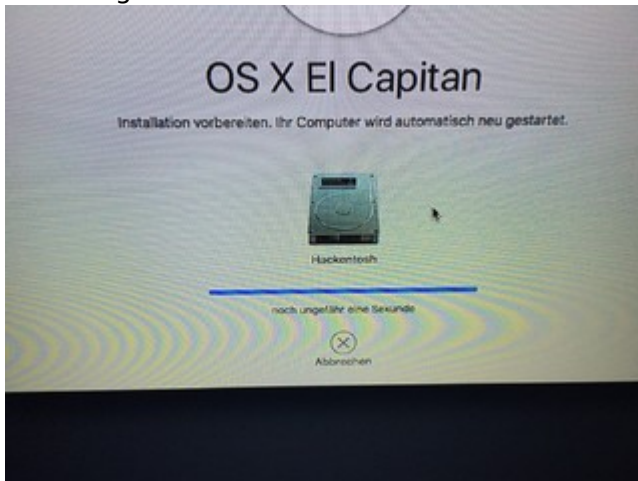 OS X El Capitan
Installation vorbereiten. Ihr Computer wird automatisch neu gestartet.
Hackentosh
noch ungefähr eine Sekunde
Abbrechen